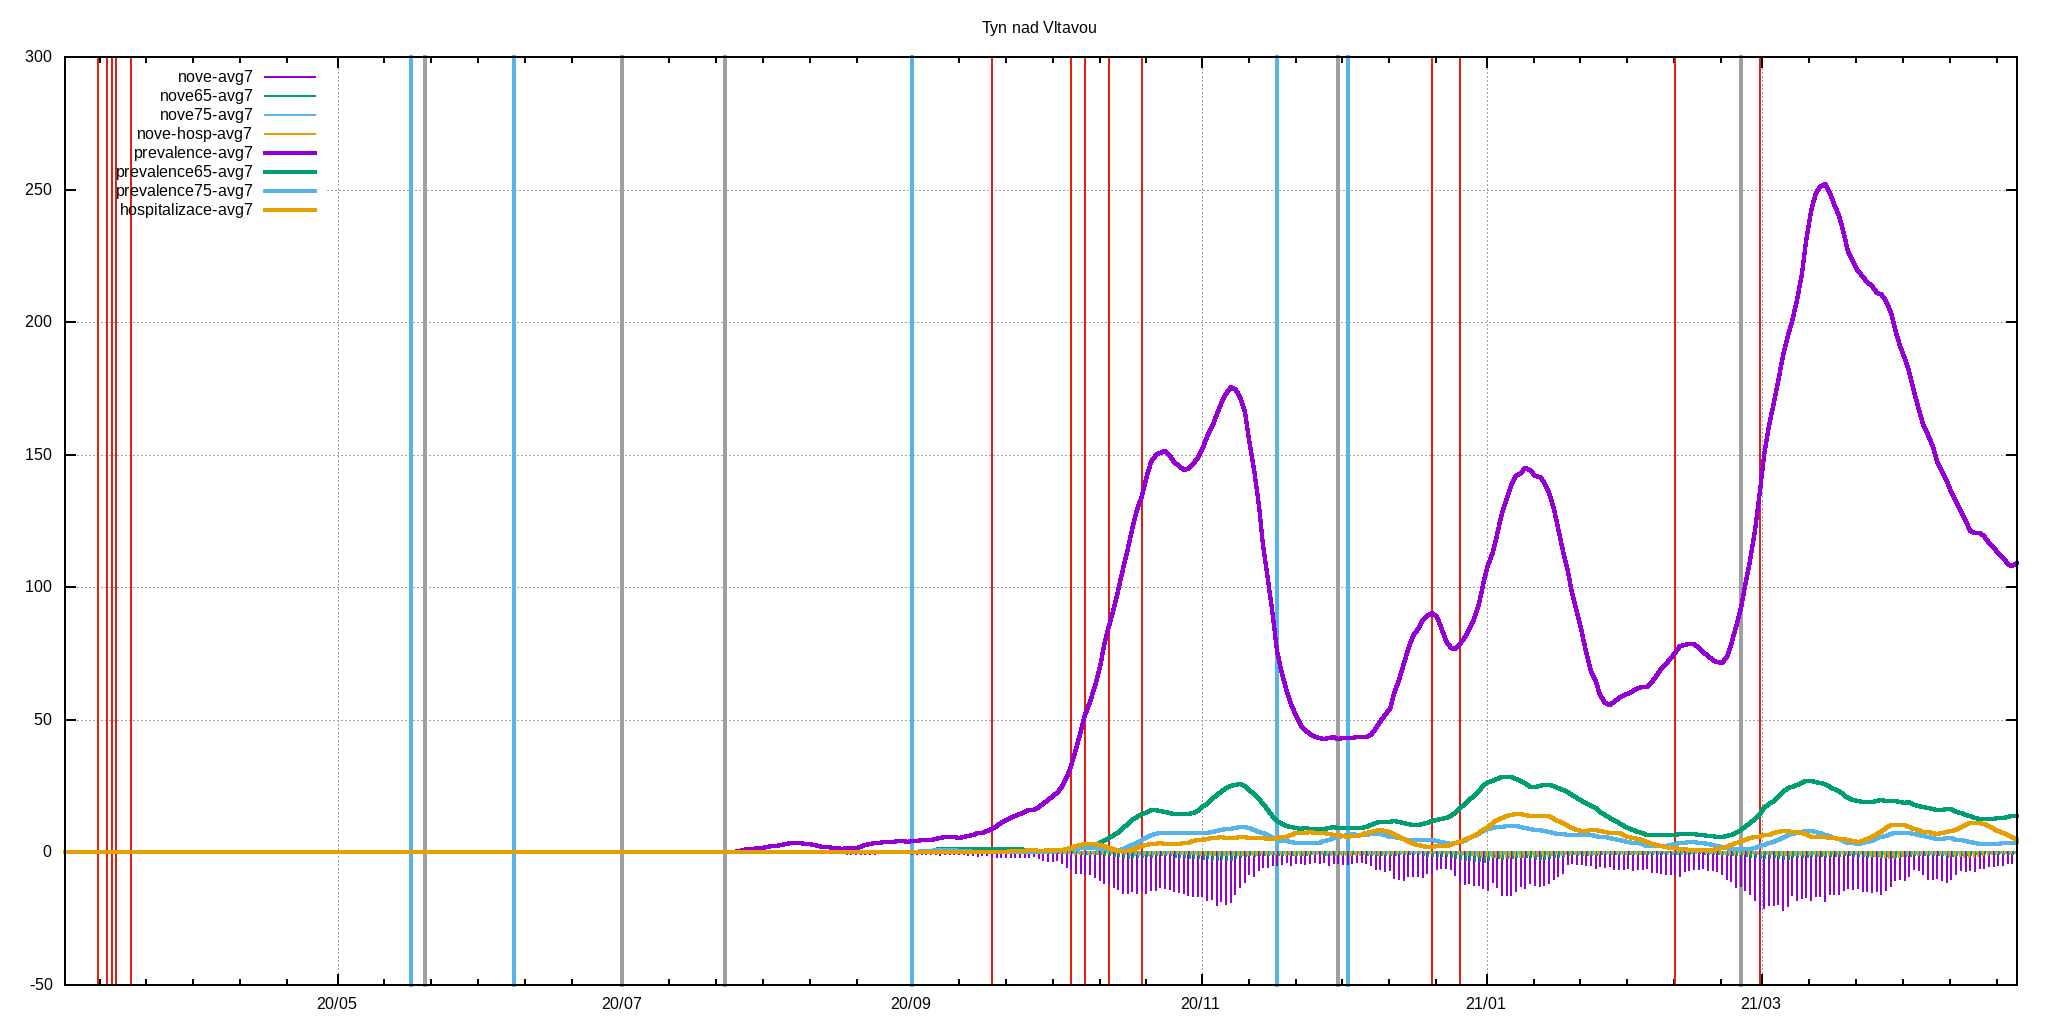 Tyn nad Vltavou
300
250
200
150
100
50
0
-50
nove-avg7
nove65-avg7
nove75-avg7
nove-hosp-avg7
prevalence-avg7
prevalence65-avg7
prevalence75-avg7
hospitalizace-avg7
20/05 20/07 20/09 20/11 21/01 21/03